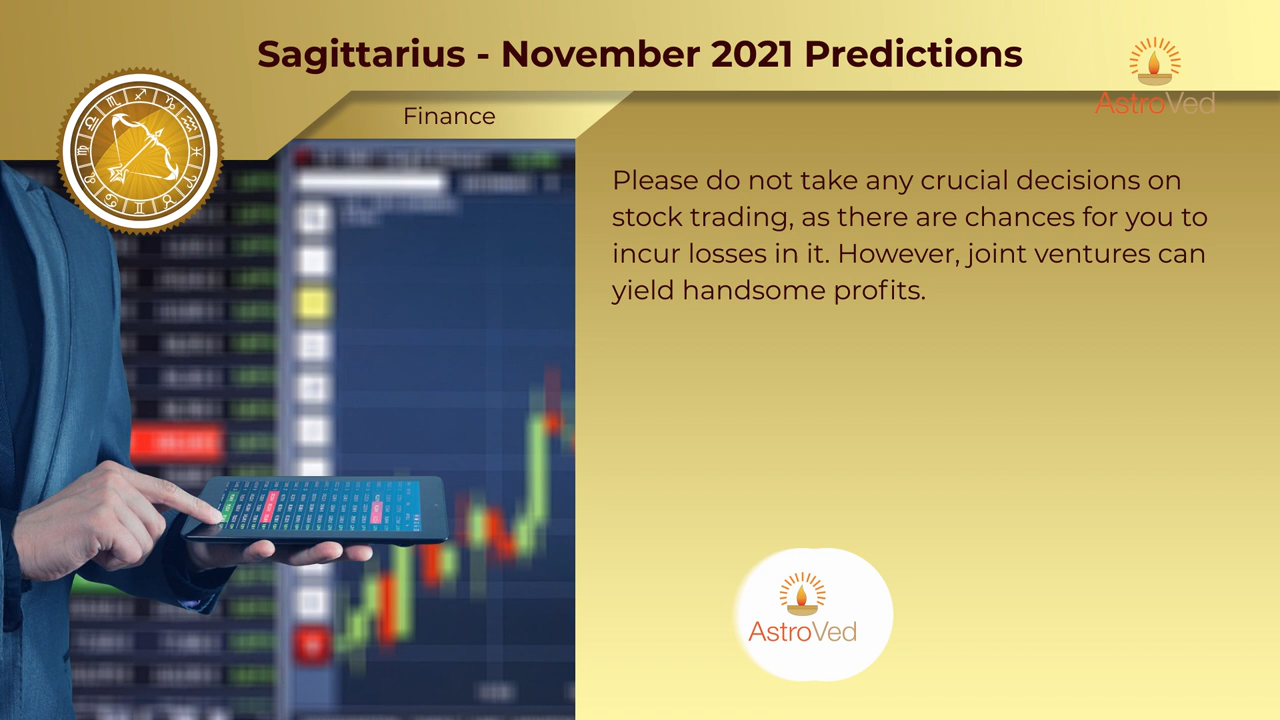 Sagittarius - November 2021 Predictions
AstroVed
Finance
Please do not take any crucial decisions on
stock trading, as there are chances for you to
incur losses in it. However, joint ventures can
yield handsome profits.
AstroVed